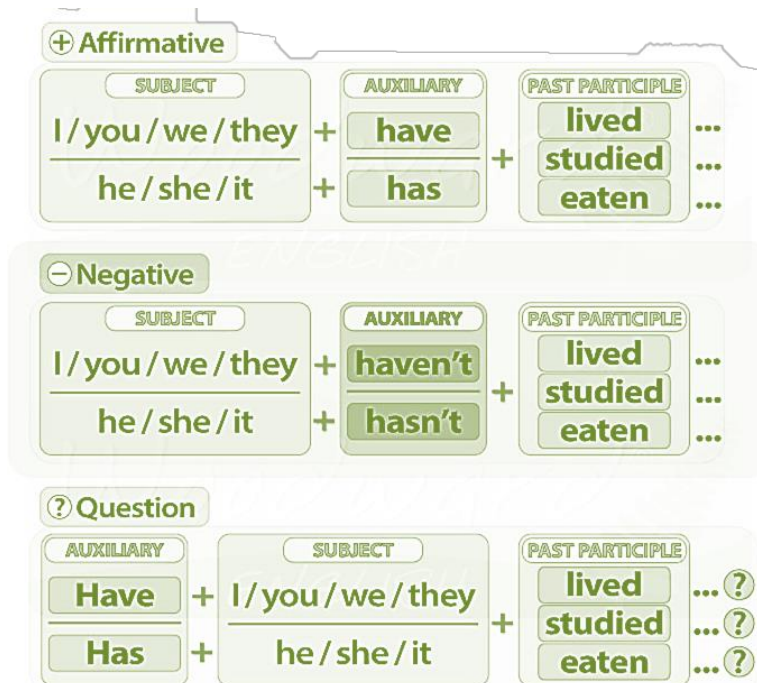 + Affirmative
SUBJECT AUXILIARY PAST PARTICIPLE
I / you / we / they + have lived ...
+ studied ...
he / she / it + has eaten ...
ENGLISH
− Negative
SUBJECT AUXILIARY PAST PARTICIPLE
I / you / we / they + haven't lived ...
+ studied ...
he / she / it + hasn't eaten ...
? Question
AUXILIARY SUBJECT PAST PARTICIPLE
Have + I / you / we / they lived ... ?
+ studied ... ?
Has + he / she / it eaten ... ?